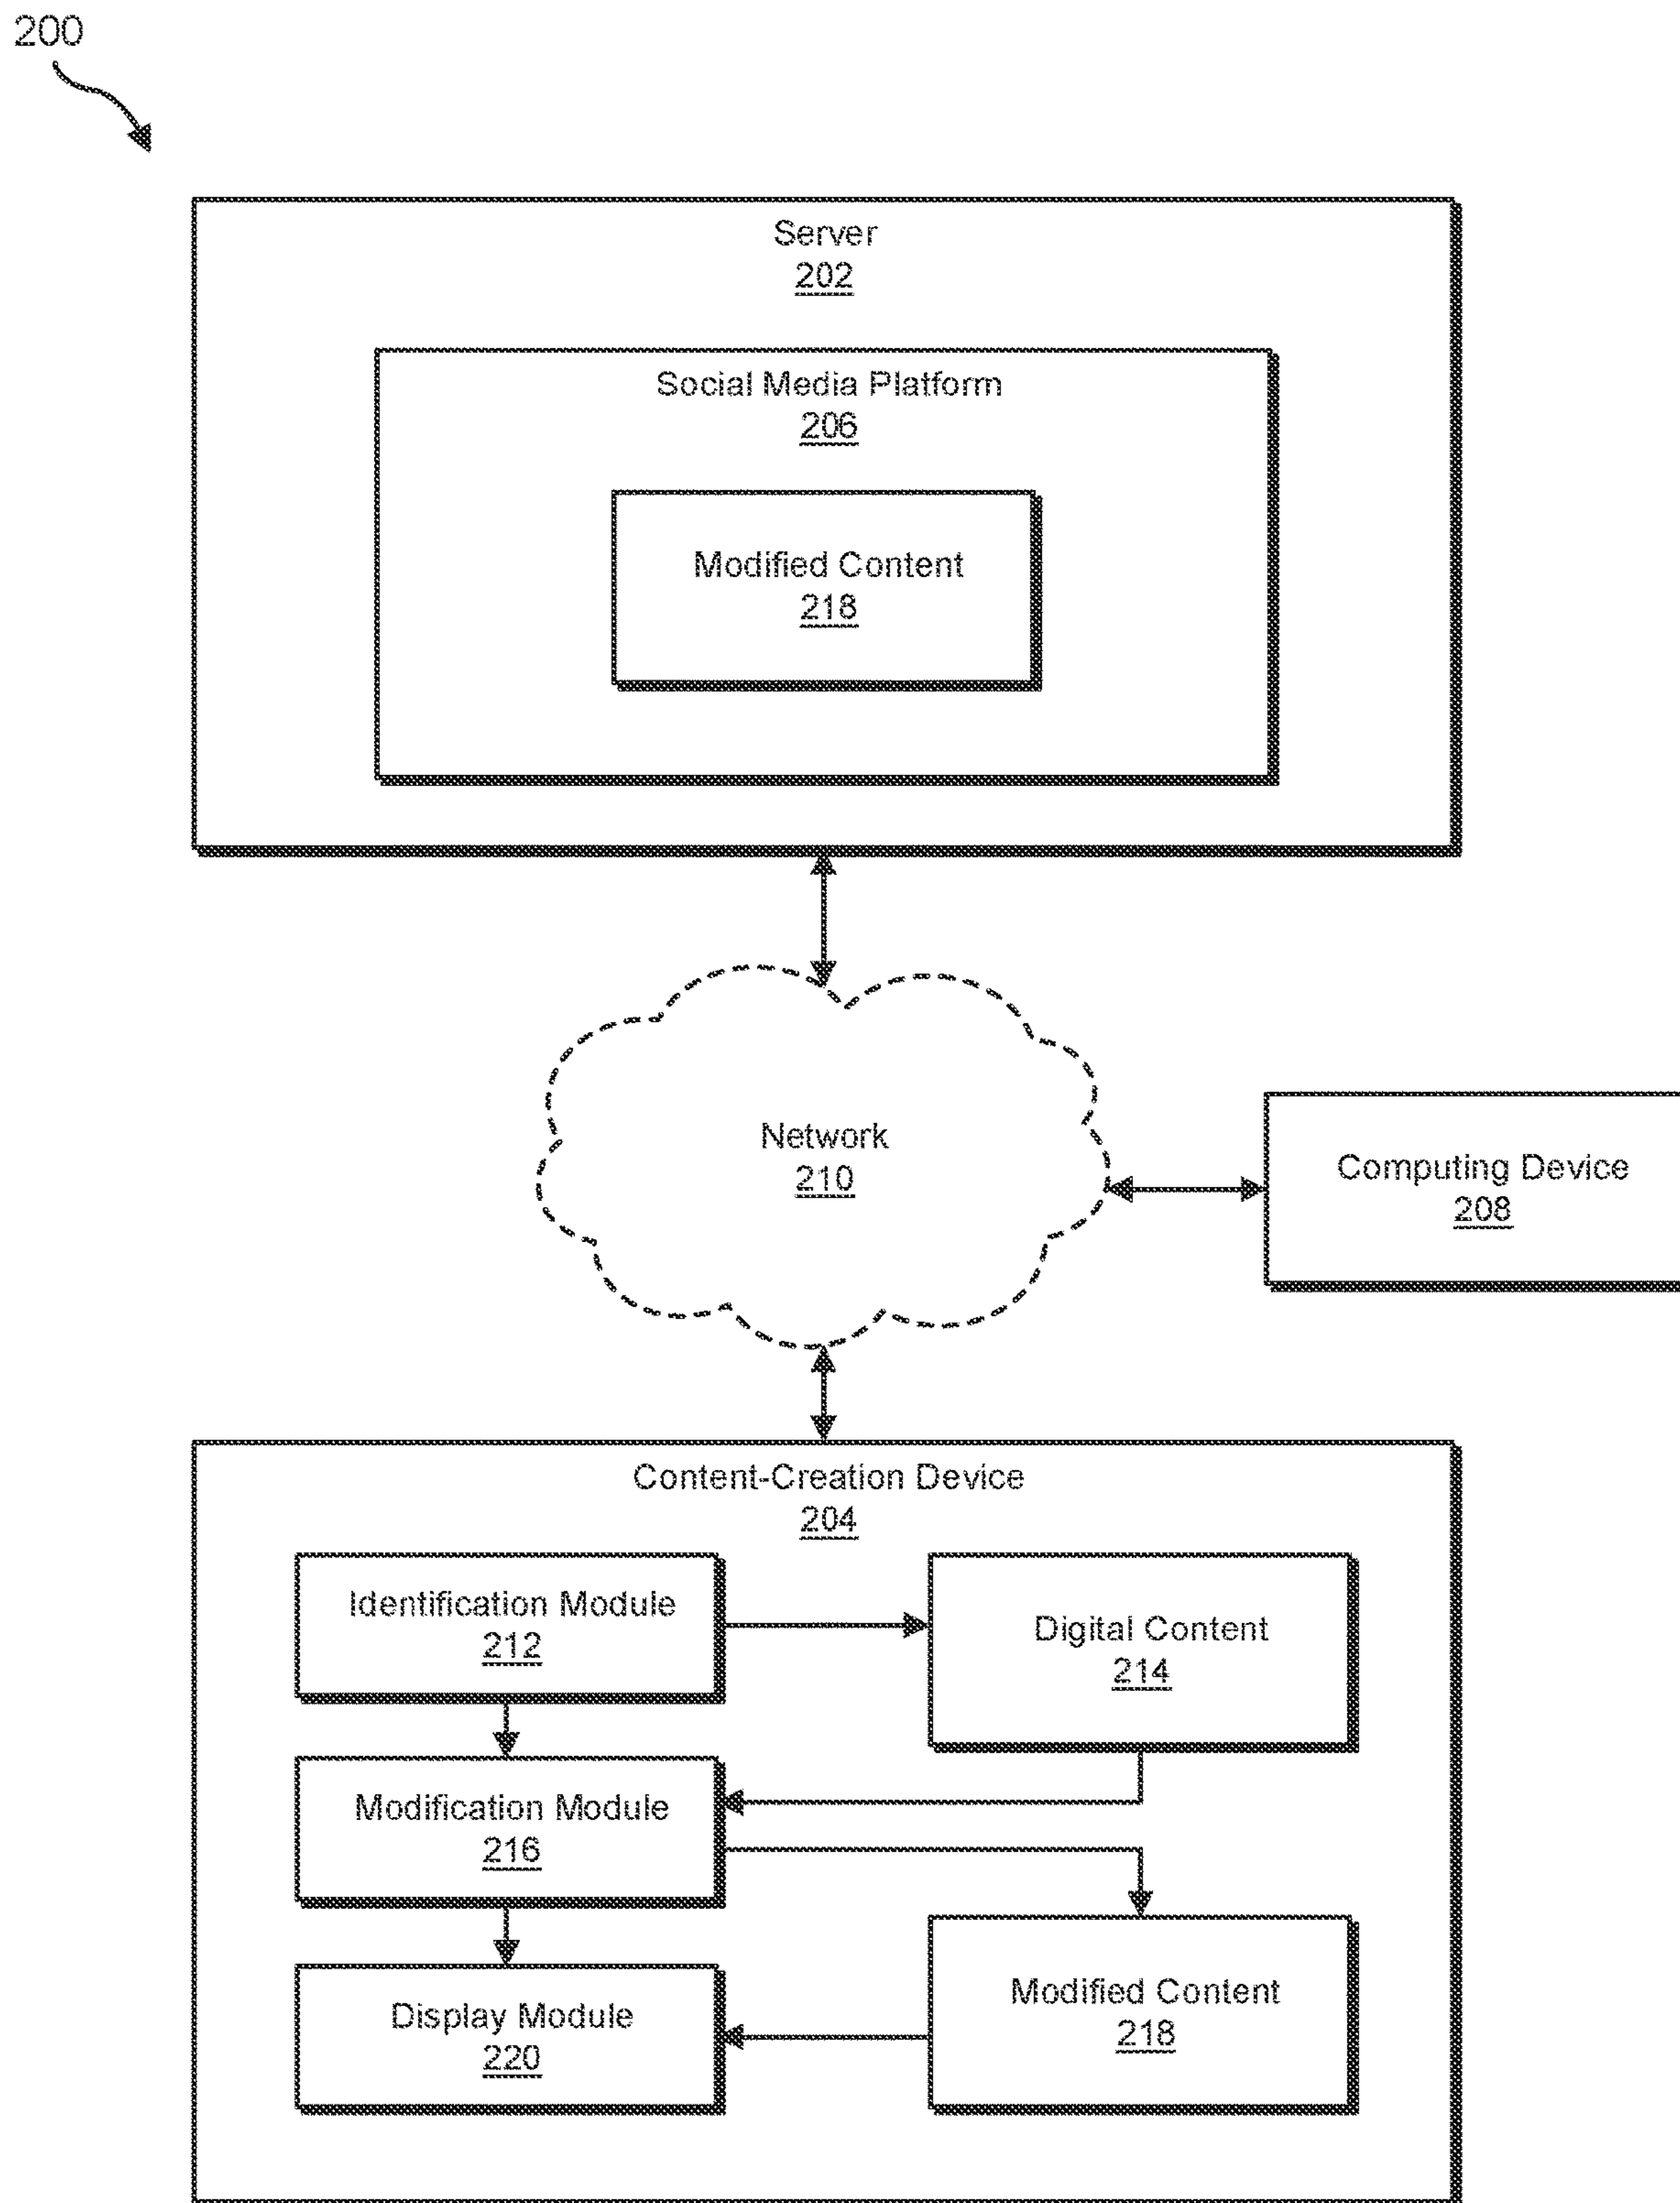 200
Server
202
Social Media Platform
206
Modified Content
218
Network
210
Computing Device
208
Content-Creation Device
204
Identification Module
212
Digital Content
214
Modification Module
216
Modified Content
218
Display Module
220